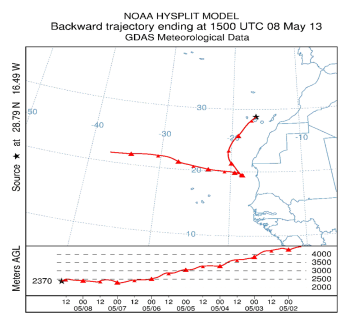 NOAA HYSPLIT MODEL
Backward trajectory ending at 1500 UTC 08 May 13
GDAS Meteorological Data
Source ★ at 28.79 N 16.49 W
-50
-40
-30
-20
-10
30
20
10
Meters AGL
2370
4000
3500
3000
2500
2000
12 00 12 00 12 00 12 00 12 00 12 00 12 00
05/08 05/07 05/06 05/05 05/04 05/03 05/02